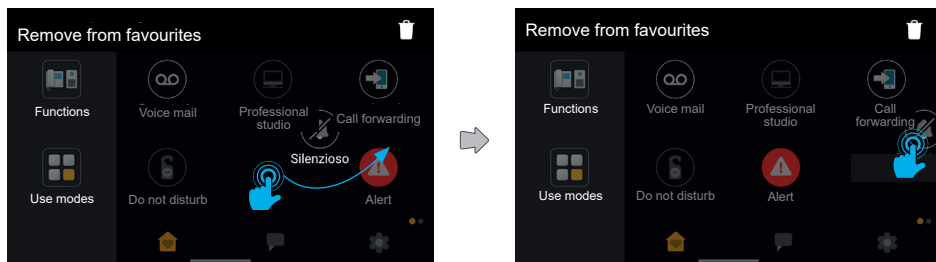 Remove from favourites
Functions
Voice mail
Professional
studio
Call forwarding
Silenzioso
Use modes
Do not disturb
Alert
Remove from favourites
Functions
Voice mail
Professional
studio
Call
forwarding
Use modes
Do not disturb
Alert